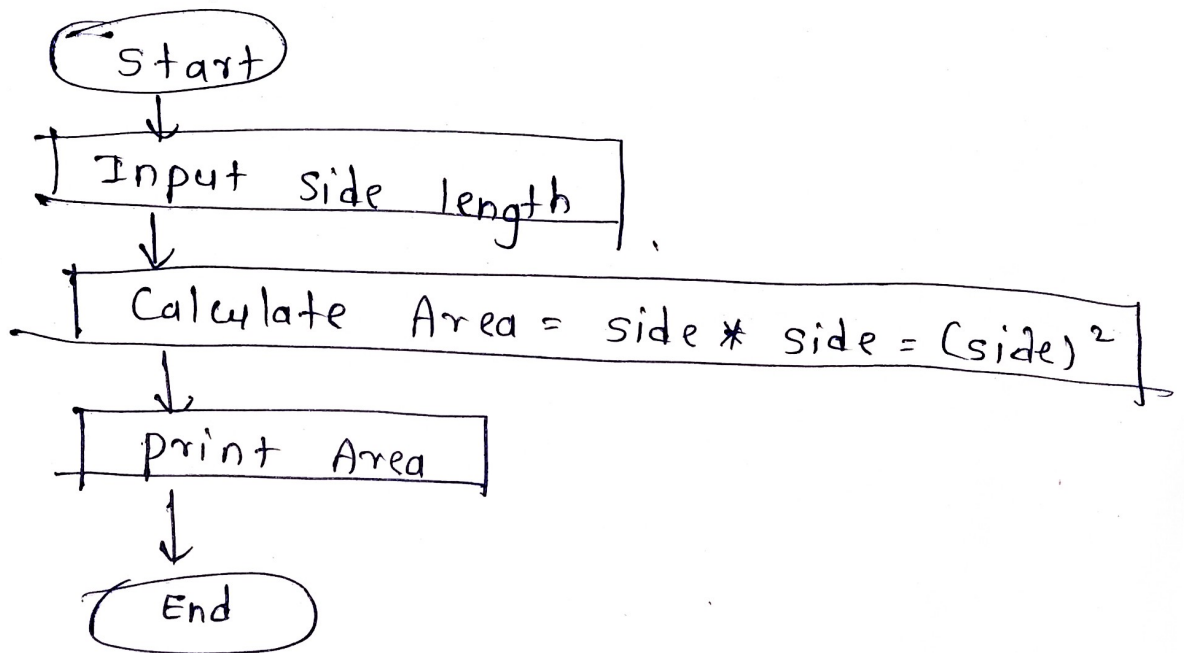 Start
Input side length
Calculate Area = side * side = (side)²
print Area
End